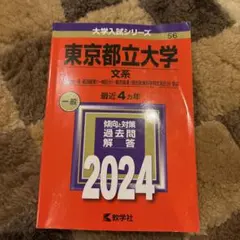 大学入試シリーズ
56
東京都立大学
文系
最近4カ年
一般
傾向と対策
過去問
解答
2024
数学社